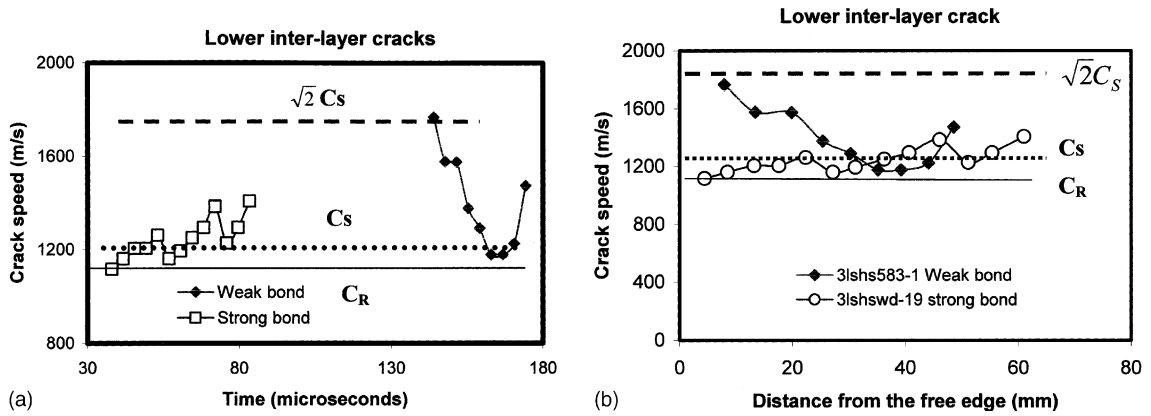 Lower inter-layer cracks
2000
1600
1200
800
Crack speed (m/s)
√2 Cs
Cs
CR
Weak bond
Strong bond
30
80
130
180
Time (microseconds)
(a)
Lower inter-layer crack
2000
1600
1200
800
400
0
Crack speed (m/s)
√2CS
Cs
CR
3lshs583-1 Weak bond
3lshswd-19 strong bond
0
20
40
60
80
Distance from the free edge (mm)
(b)